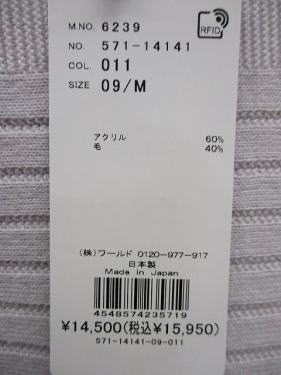 M.NO. 6239
RFID
NO. 571-14141
COL. 011
SIZE 09/M
アクリル 60%
毛 40%
(株)ワールド 0120-977-917
日本製
Made in Japan
4548574235719
¥14,500(税込¥15,950)
571-14141-09-011